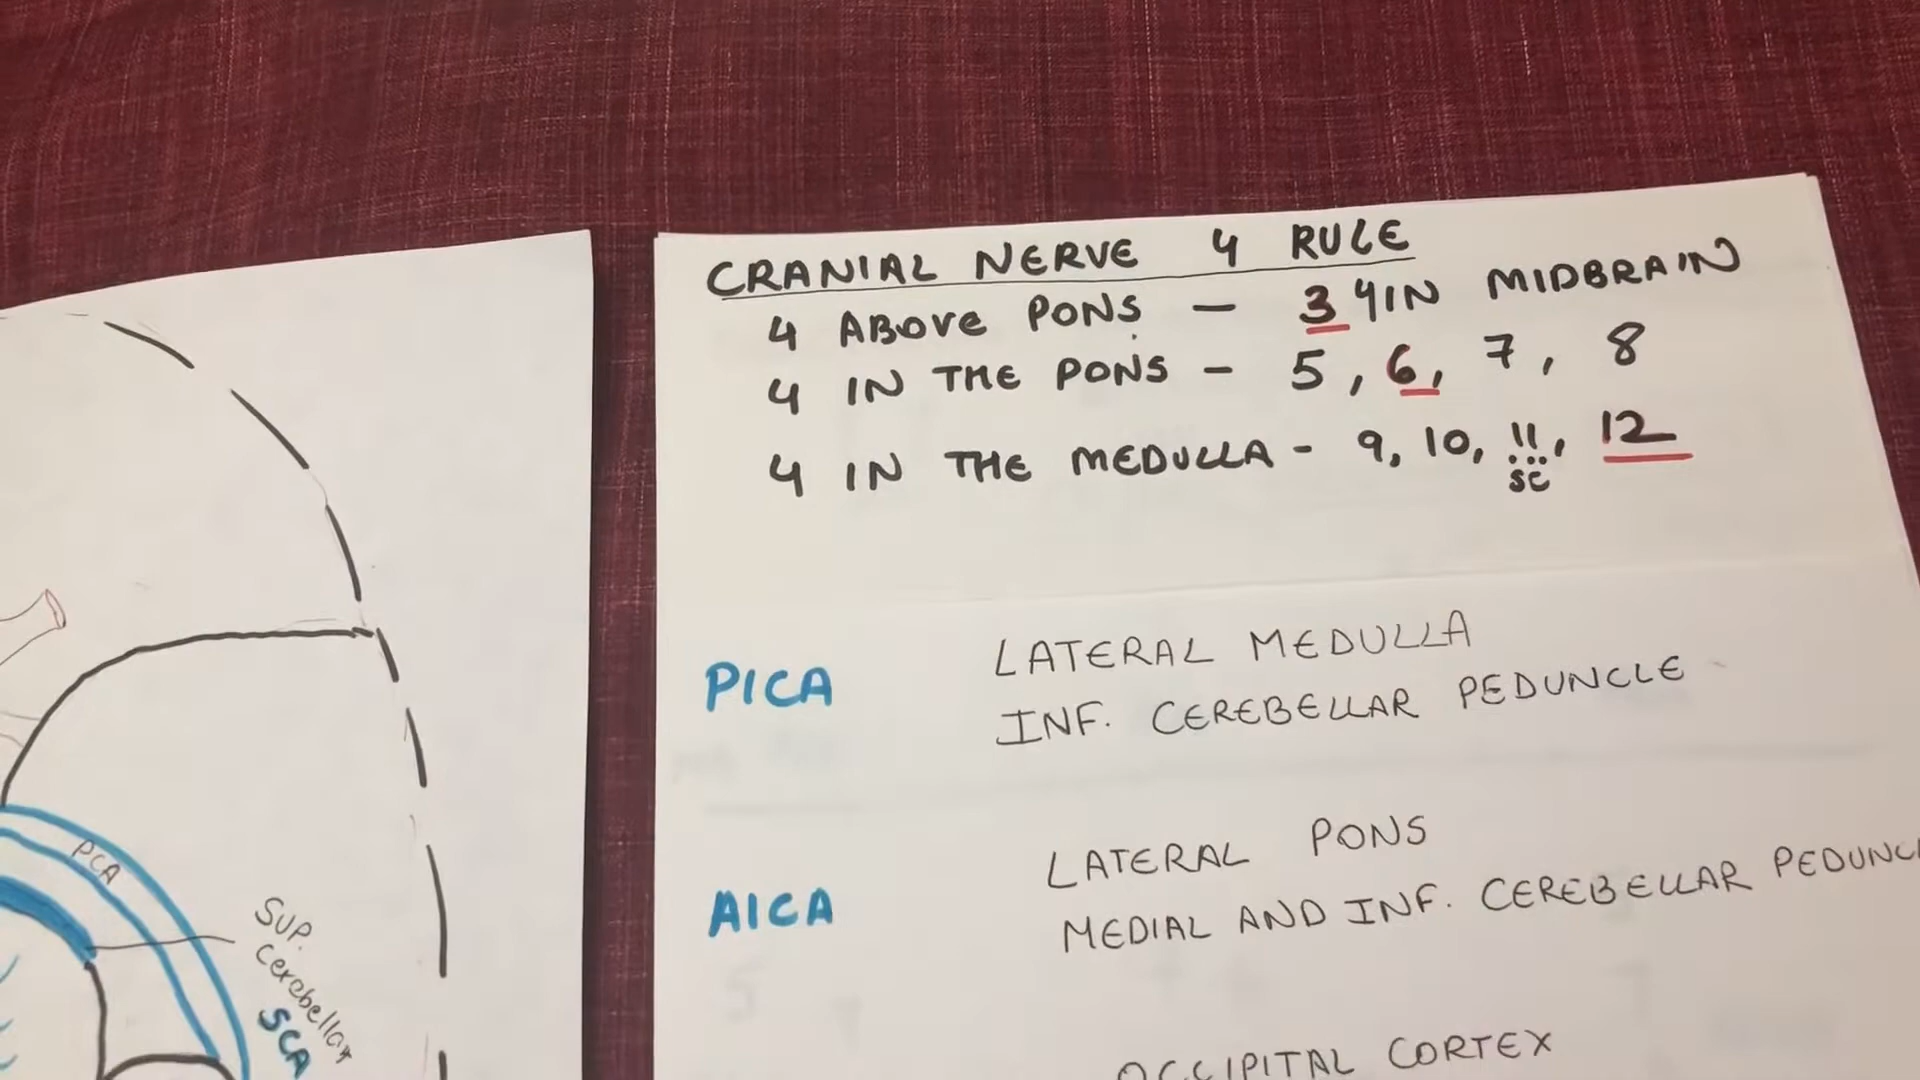 CRANIAL NERVE 4 RULE
4 ABOVE PONS - 3 4 IN MIDBRAIN
4 IN THE PONS - 5, 6, 7, 8
4 IN THE MEDULLA - 9, 10, 11, 12
SC
PICA
LATERAL MEDULLA
INF. CEREBELLAR PEDUNCLE
AICA
LATERAL PONS
MEDIAL AND INF. CEREBELLAR PEDUNCL
OCCIPITAL CORTEX
PCA
SUP.
Cerebellar
SCA